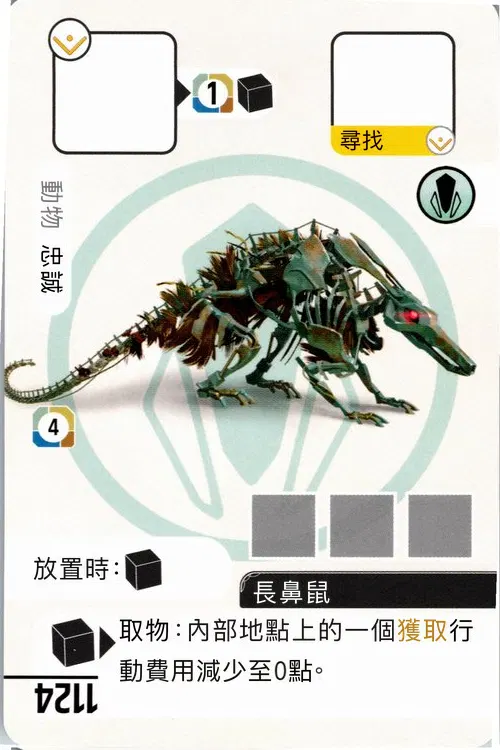 1
尋找
動物 忠誠
4
放置時:
長鼻鼠
取物:內部地點上的一個獲取行
動費用減少至0點。
1124